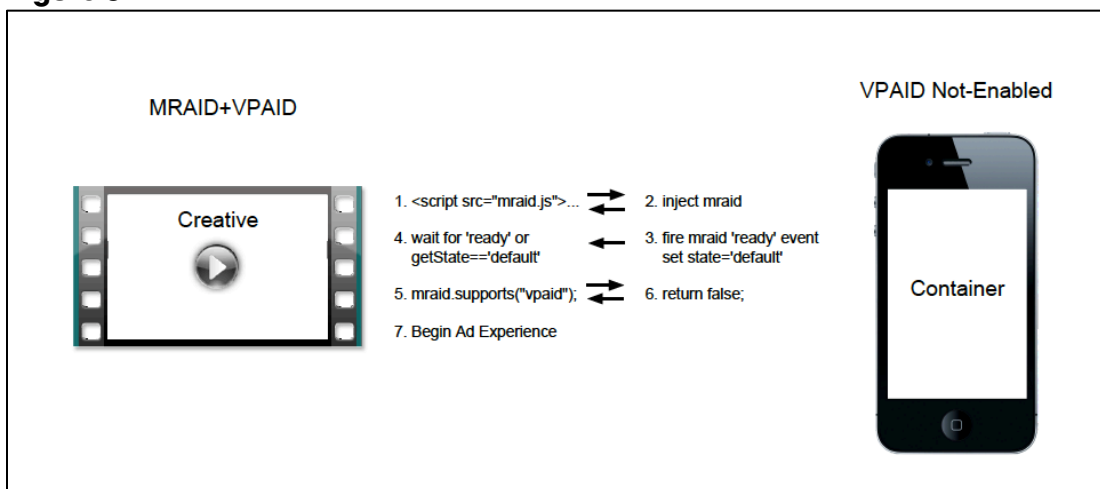 VPAID Not-Enabled
MRAID+VPAID
Creative
1. <script src="mraid.js">...
2. inject mraid
4. wait for 'ready' or
getState=='default'
3. fire mraid 'ready' event
set state='default'
5. mraid.supports("vpaid");
6. return false;
7. Begin Ad Experience
Container